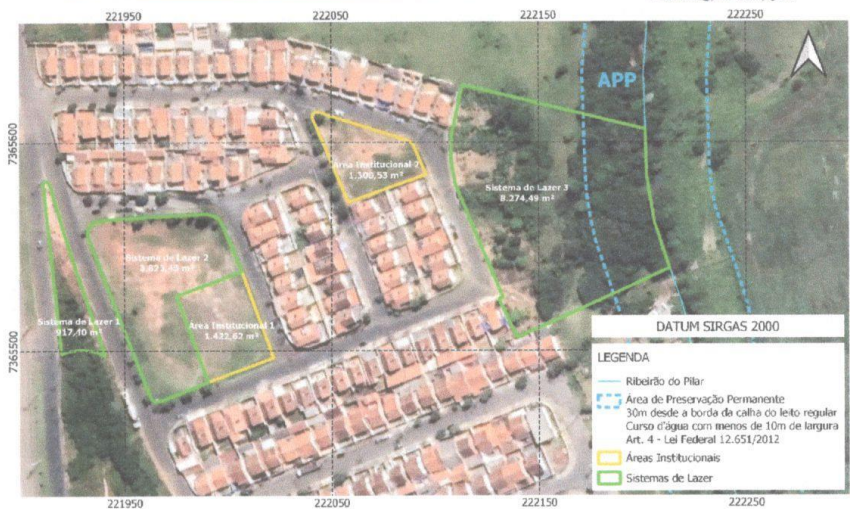 221950
222050
222150
222250
7365600
7365500
APP
Área Institucional 2
1.300,53 m²
Sistema de Lazer 3
8.274,49 m²
Sistema de Lazer 2
Sistema de Lazer 1
917,40 m²
Área Institucional 1
1.422,62 m²
DATUM SIRGAS 2000
LEGENDA
Ribeirão do Pilar
Área de Preservação Permanente
30m desde a borda da calha do leito regular
Curso d'água com menos de 10m de largura
Art. 4 - Lei Federal 12.651/2012
Áreas Institucionais
Sistemas de Lazer
221950
222050
222150
222250